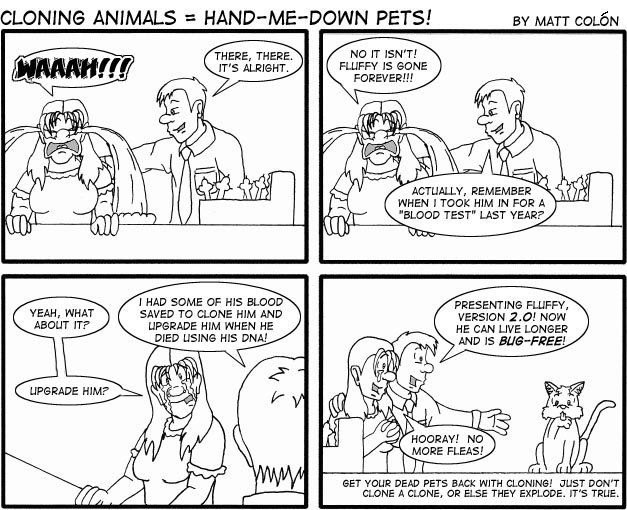 CLONING ANIMALS = HAND-ME-DOWN PETS!
BY MATT COLÓN
WAAAH!!!
THERE, THERE.
IT'S ALRIGHT.
NO IT ISN'T!
FLUFFY IS GONE
FOREVER!!!
ACTUALLY, REMEMBER
WHEN I TOOK HIM IN FOR A
"BLOOD TEST" LAST YEAR?
YEAH, WHAT
ABOUT IT?
I HAD SOME OF HIS BLOOD
SAVED TO CLONE HIM AND
UPGRADE HIM WHEN HE
DIED USING HIS DNA!
UPGRADE HIM?
PRESENTING FLUFFY,
VERSION 2.0! NOW
HE CAN LIVE LONGER
AND IS BUG-FREE!
HOORAY! NO
MORE FLEAS!
GET YOUR DEAD PETS BACK WITH CLONING! JUST DON'T
CLONE A CLONE, OR ELSE THEY EXPLODE. IT'S TRUE.